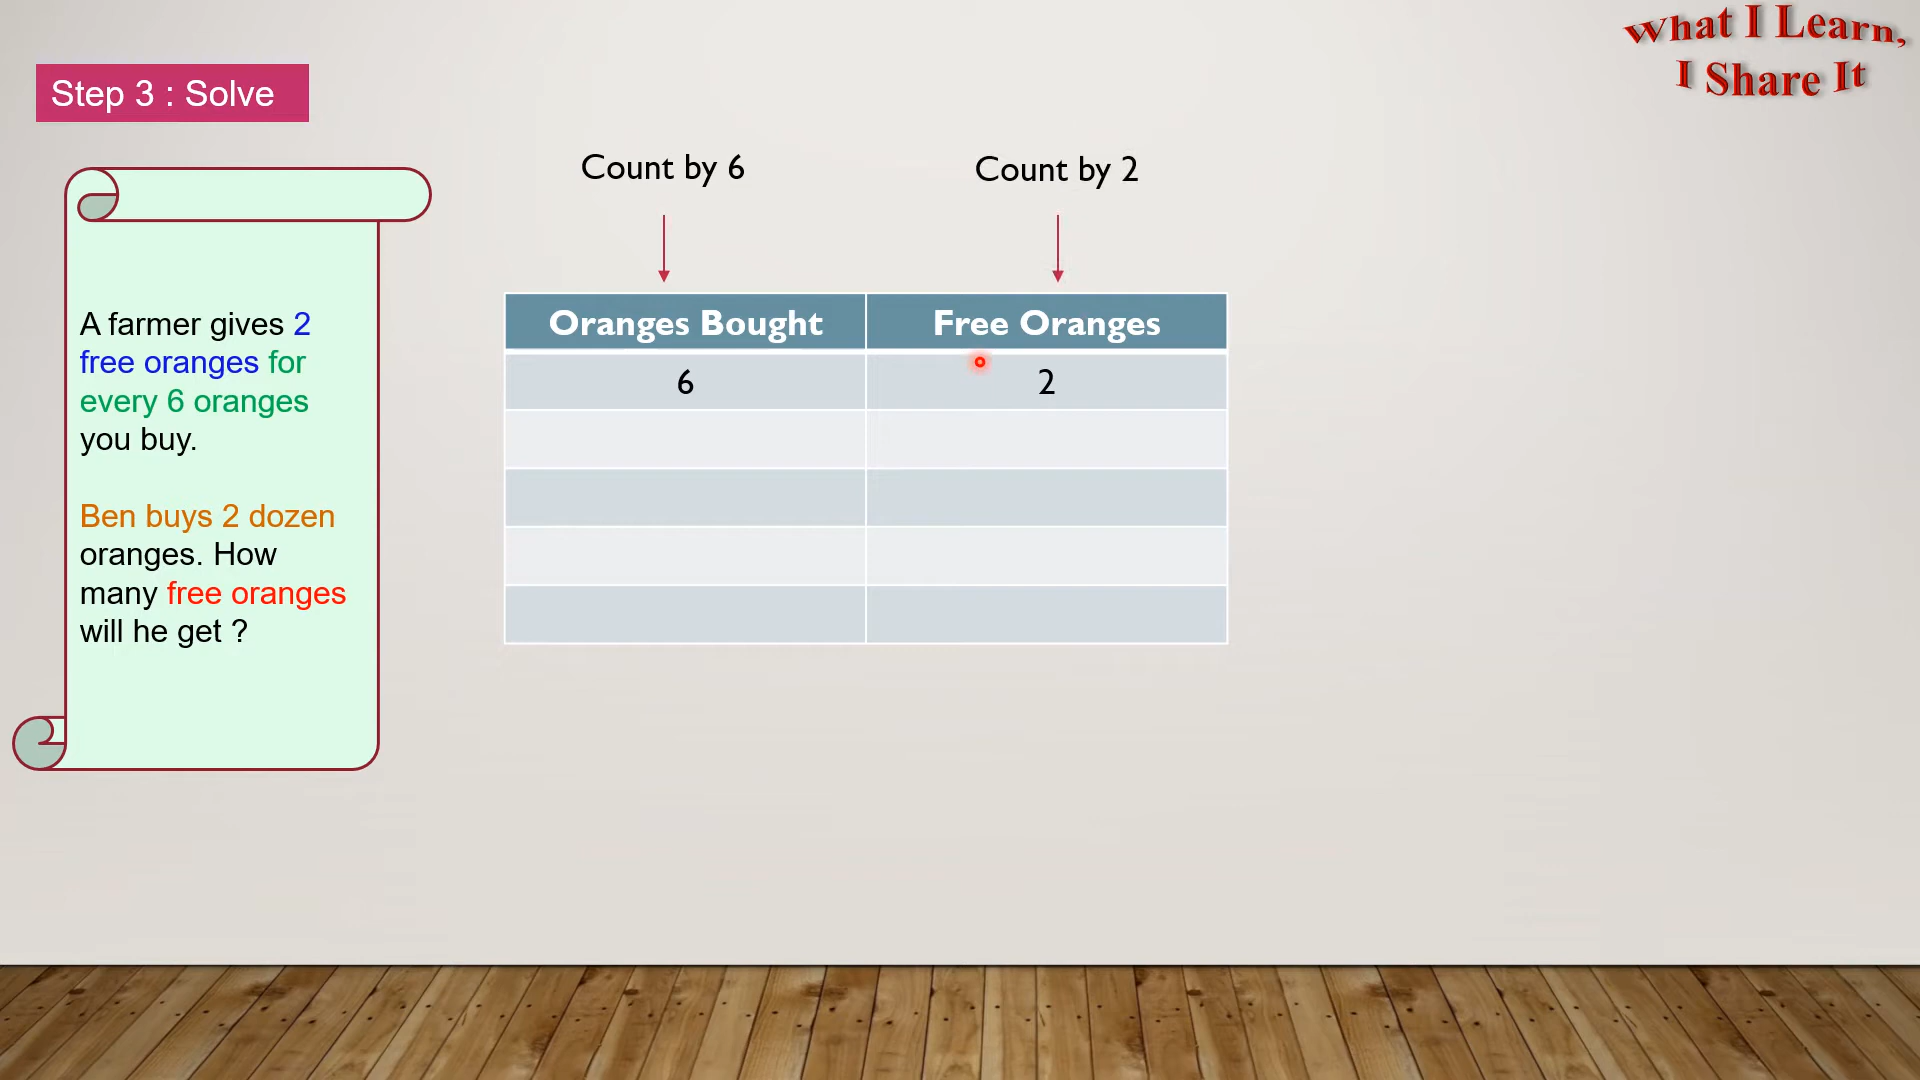 What I Learn,
I Share It
Step 3 : Solve
Count by 6
Count by 2
A farmer gives 2
free oranges for
every 6 oranges
you buy.
Ben buys 2 dozen
oranges. How
many free oranges
will he get ?
Oranges Bought
Free Oranges
6
2